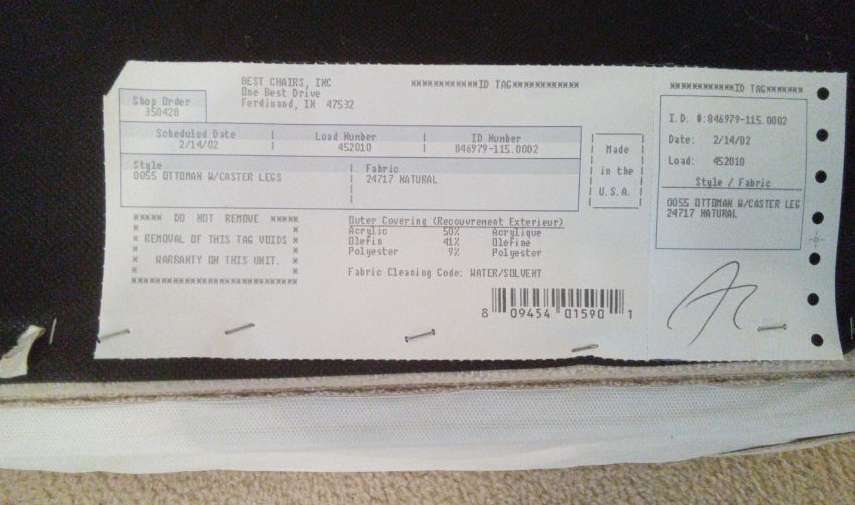 BEST CHAIRS, INC
One Best Drive
Ferdinand, IN 47532
***********ID TAG***********
Shop Order
350428
Scheduled Date | Load Number | ID Number
2/14/02 | 452010 | 846979-115.0002
Style | Fabric
0055 OTTOMAN W/CASTER LEGS | 24717 NATURAL
Made
in the
U.S.A.
***** DO NOT REMOVE *****
* REMOVAL OF THIS TAG VOIDS *
* WARRANTY ON THIS UNIT. *
Outer Covering (Recouvrement Exterieur)
Acrylic 50% Acrylique
Olefin 41% Olefine
Polyester 9% Polyester
Fabric Cleaning Code: WATER/SOLVENT
8 09454 01590 1
***********ID TAG*******
I.D. #:846979-115.0002
Date: 2/14/02
Load: 452010
Style / Fabric
0055 OTTOMAN W/CASTER LEG
24717 NATURAL